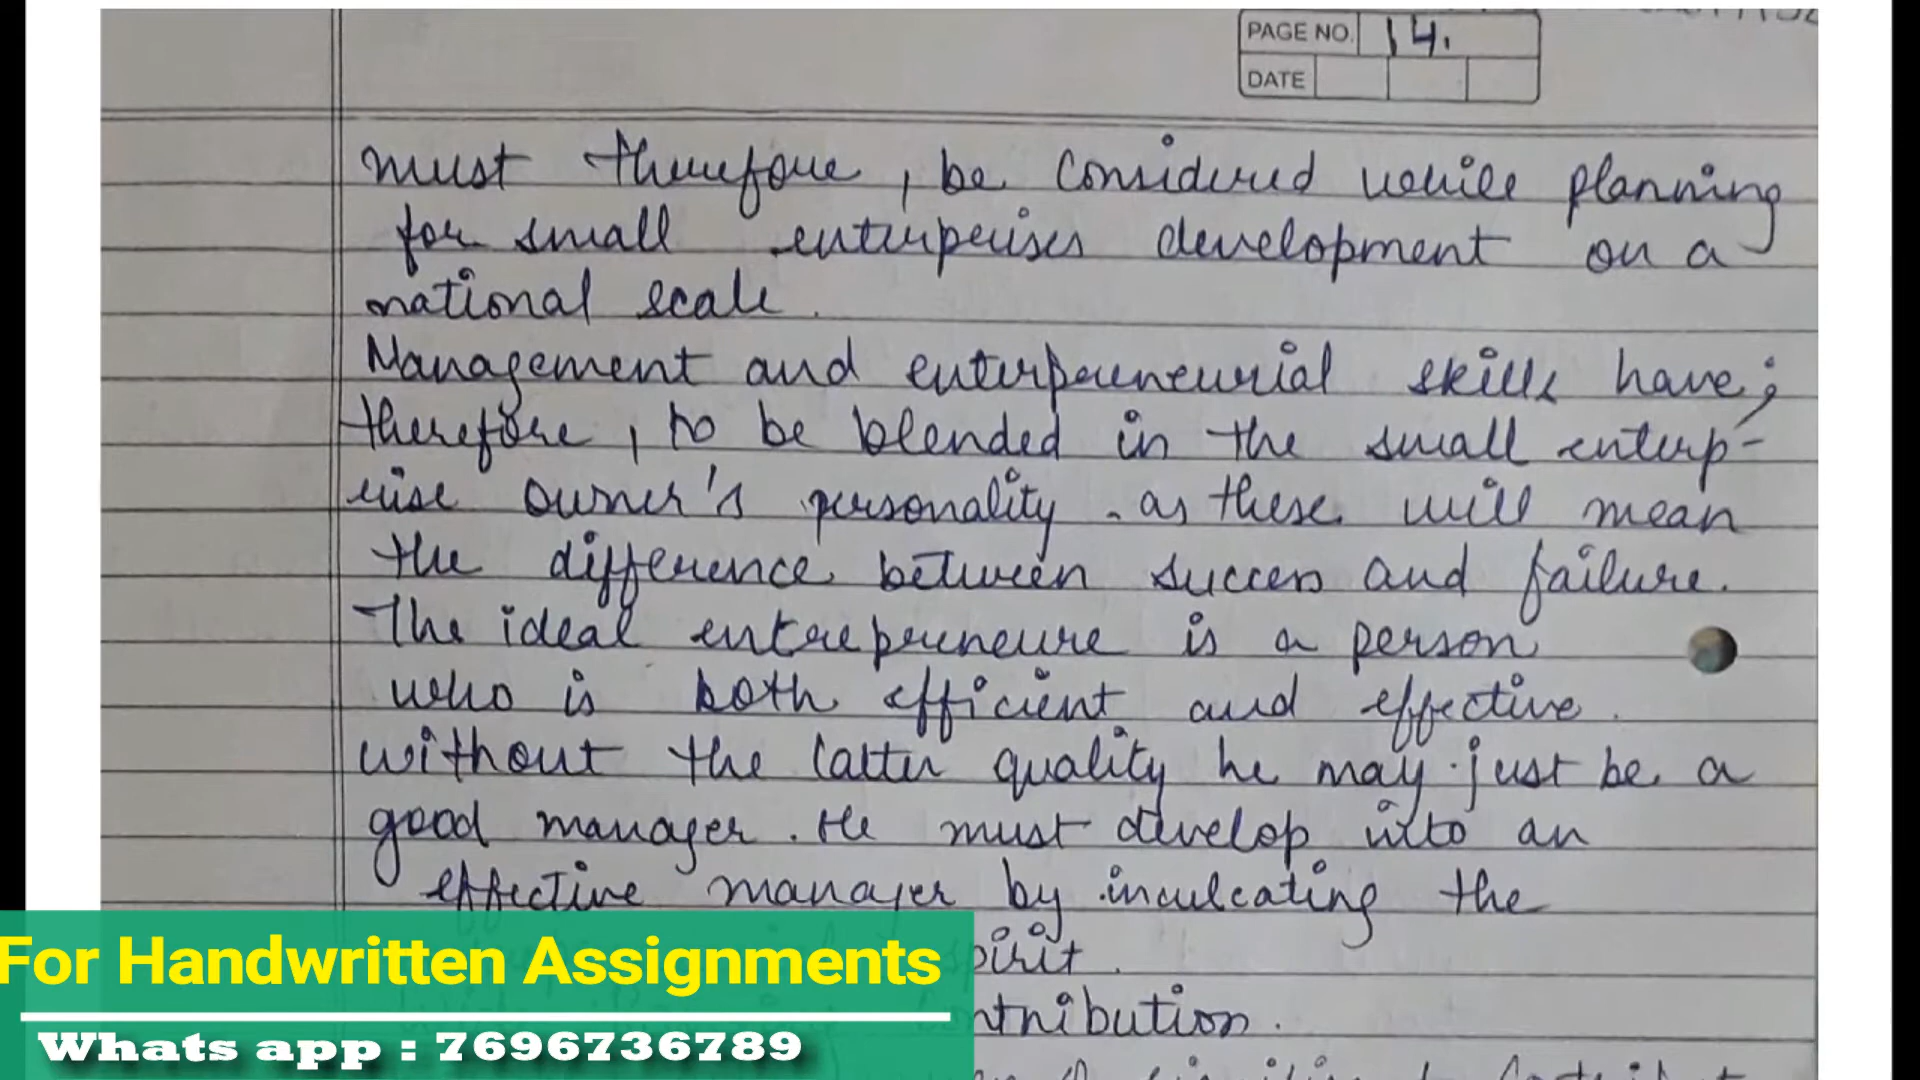 PAGE NO. 14.
DATE
must therefore, be considered while planning
for small enterprises development on a
national scale.
Management and enterpreneurial skills have,
therefore, to be blended in the small enterp-
rise owner's personality. as these will mean
the difference between success and failure.
The ideal enterepreneure is a person
who is both efficient and effective.
without the latter quality he may just be a
good manager. He must develop into an
effective manager by inculcating the
spirit.
contribution.
For Handwritten Assignments
Whats app : 7696736789